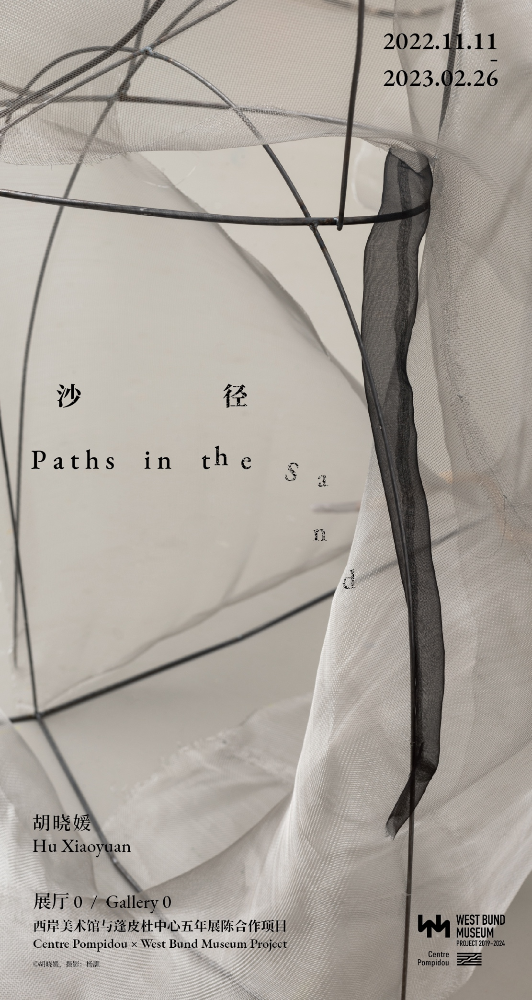 2022.11.11
-
2023.02.26
沙 径
Paths in the Sand
胡晓媛
Hu Xiaoyuan
展厅 0 / Gallery 0
西岸美术馆与蓬皮杜中心五年展陈合作项目
Centre Pompidou × West Bund Museum Project
©胡晓媛，摄影：杨灏
WEST BUND
MUSEUM
PROJECT 2019-2024
Centre
Pompidou